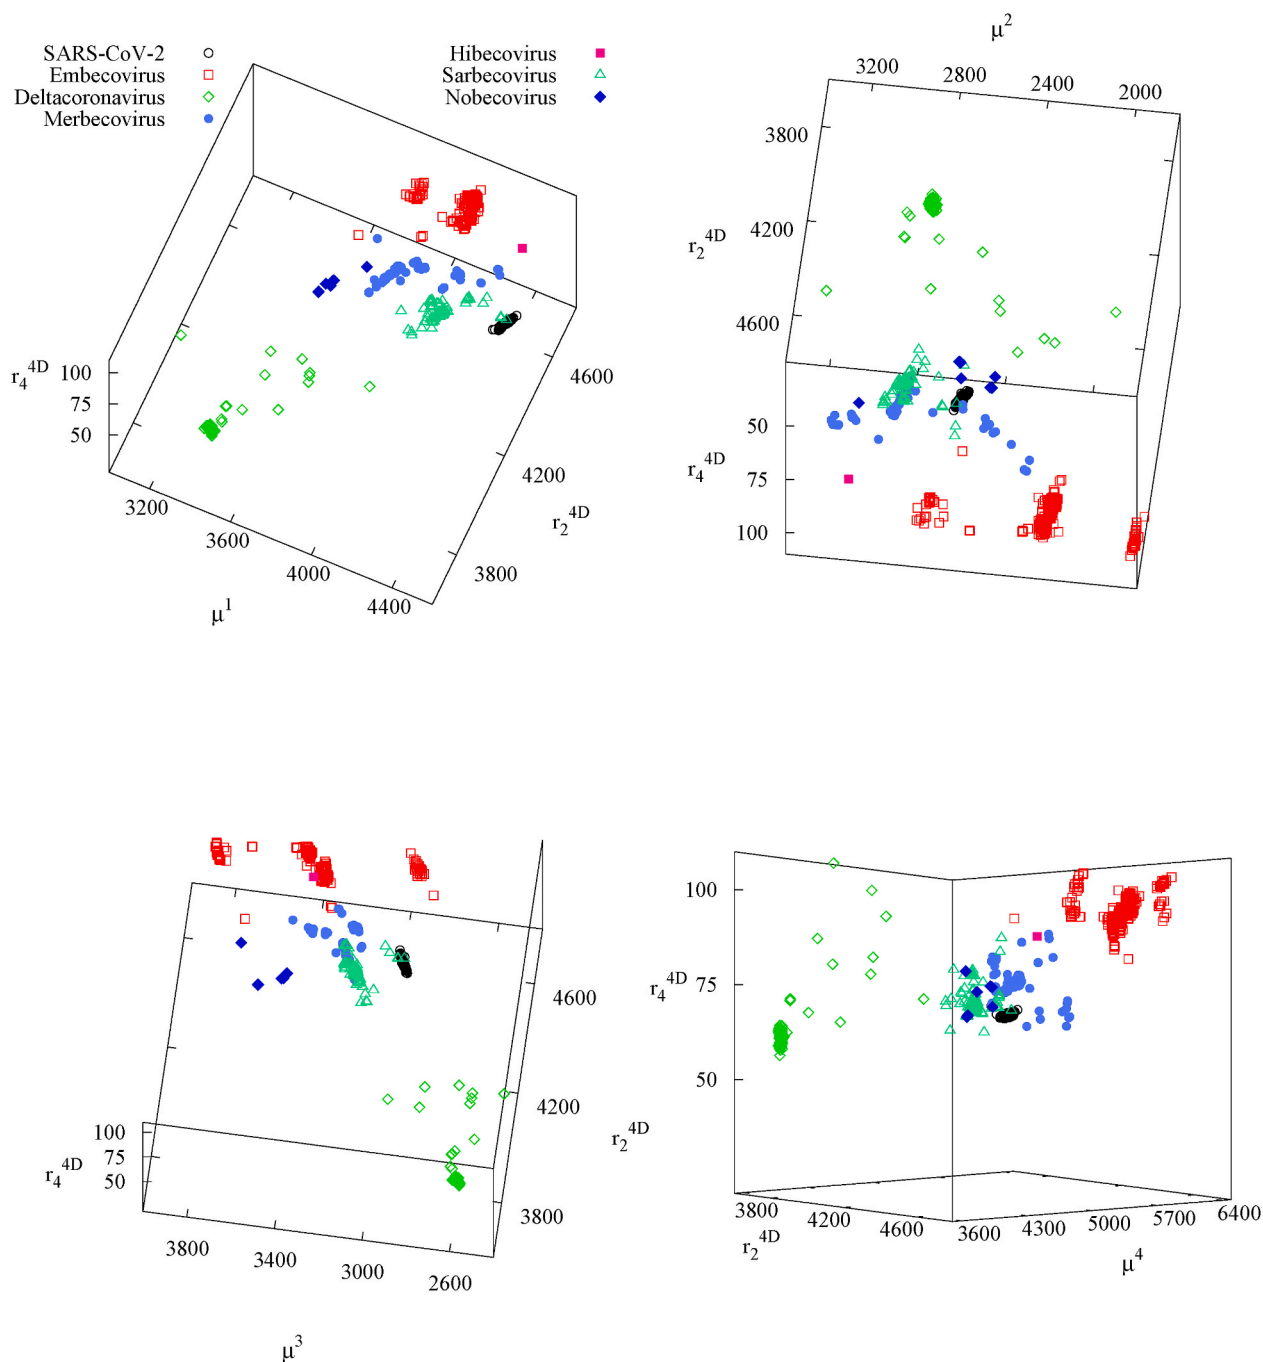 SARS-CoV-2
Embecovirus
Deltacoronavirus
Merbecovirus
Hibecovirus
Sarbecovirus
Nobecovirus
r₄⁴ᴰ
100
75
50
3200
3600
4000
4400
μ¹
3800
4200
4600
r₂⁴ᴰ
μ²
3200
2800
2400
2000
3800
4200
4600
r₂⁴ᴰ
50
75
100
r₄⁴ᴰ
r₄⁴ᴰ
100
75
50
3800
3400
3000
2600
μ³
4600
4200
3800
r₂⁴ᴰ
100
75
50
r₄⁴ᴰ
3800
4200
4600
r₂⁴ᴰ
3600
4300
5000
5700
6400
μ⁴